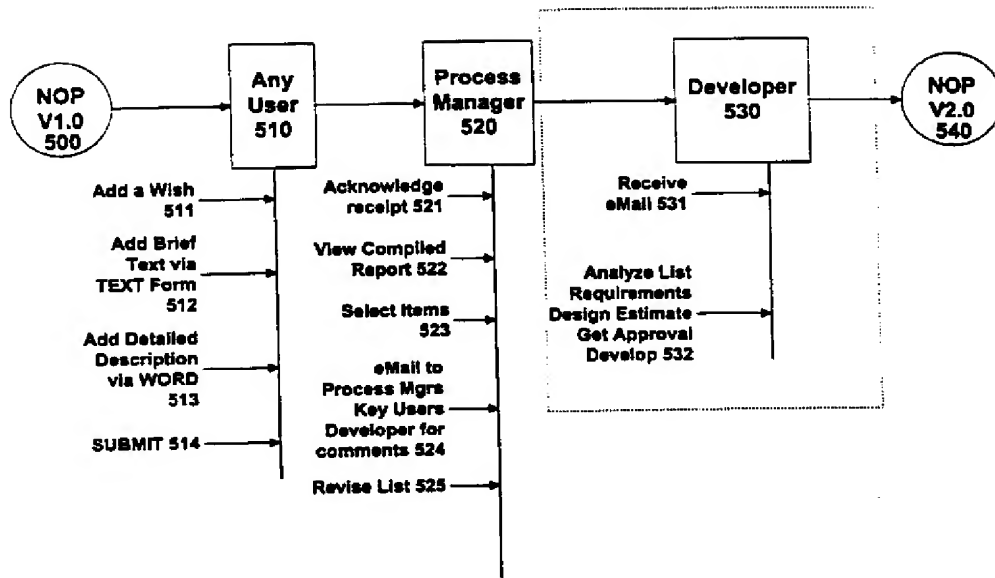 NOP
V1.0
500
Any
User
510
Process
Manager
520
Developer
530
NOP
V2.0
540
Add a Wish
511
Add Brief
Text via
TEXT Form
512
Add Detailed
Description
via WORD
513
SUBMIT 514
Acknowledge
receipt 521
View Compiled
Report 522
Select Items
523
eMail to
Process Mgrs
Key Users
Developer for
comments 524
Revise List 525
Receive
eMail 531
Analyze List
Requirements
Design Estimate
Get Approval
Develop 532